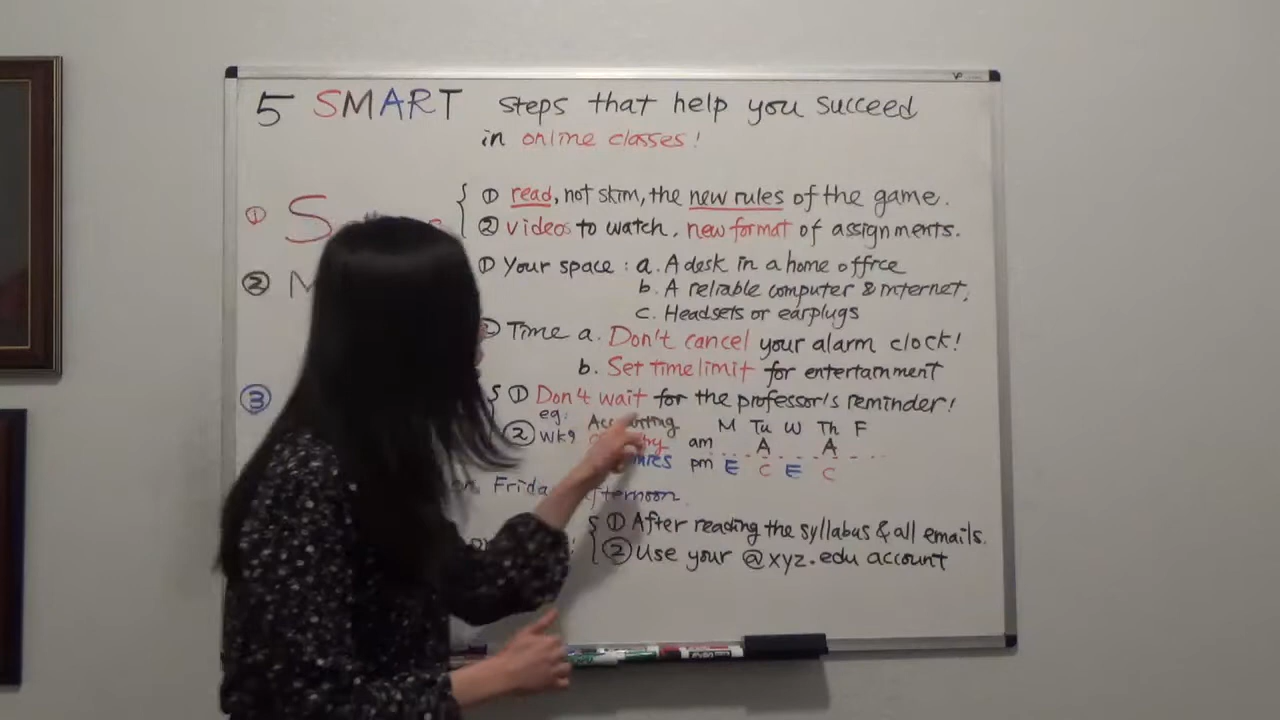 5 SMART steps that help you succeed
in online classes!
① S
① read, not skim, the new rules of the game.
② videos to watch, new format of assignments.
② M
① Your space : a. A desk in a home office
b. A reliable computer & internet,
c. Headsets or earplugs
② Time a. Don't cancel your alarm clock!
b. Set time limit for entertainment
③
① Don't wait for the professor's reminder!
eg:
② wk9
M Tu W Th F
am A A
pm E C E C
Friday afternoon.
① After reading the syllabus & all emails.
② Use your @xyz.edu account